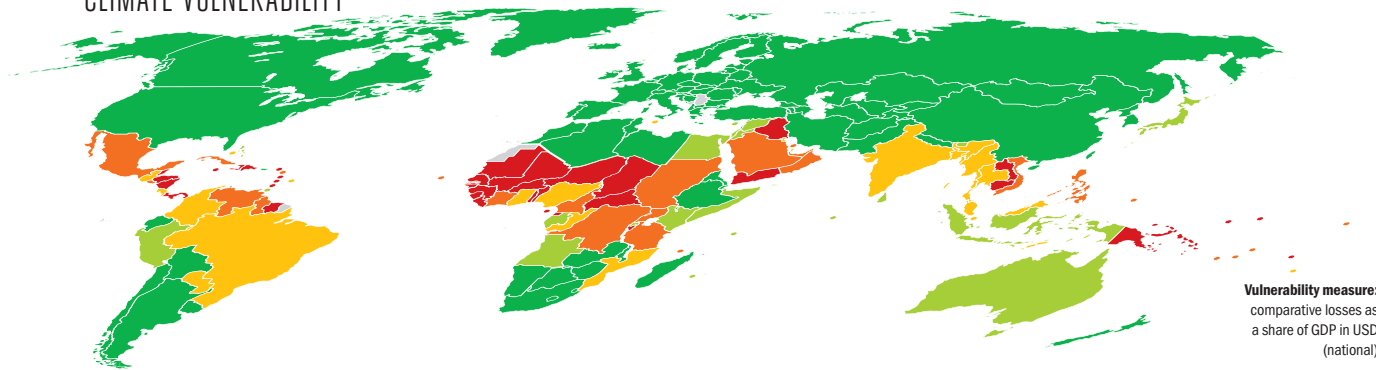 CLIMATE VULNERABILITY
Vulnerability measure:
comparative losses as
a share of GDP in USD
(national)